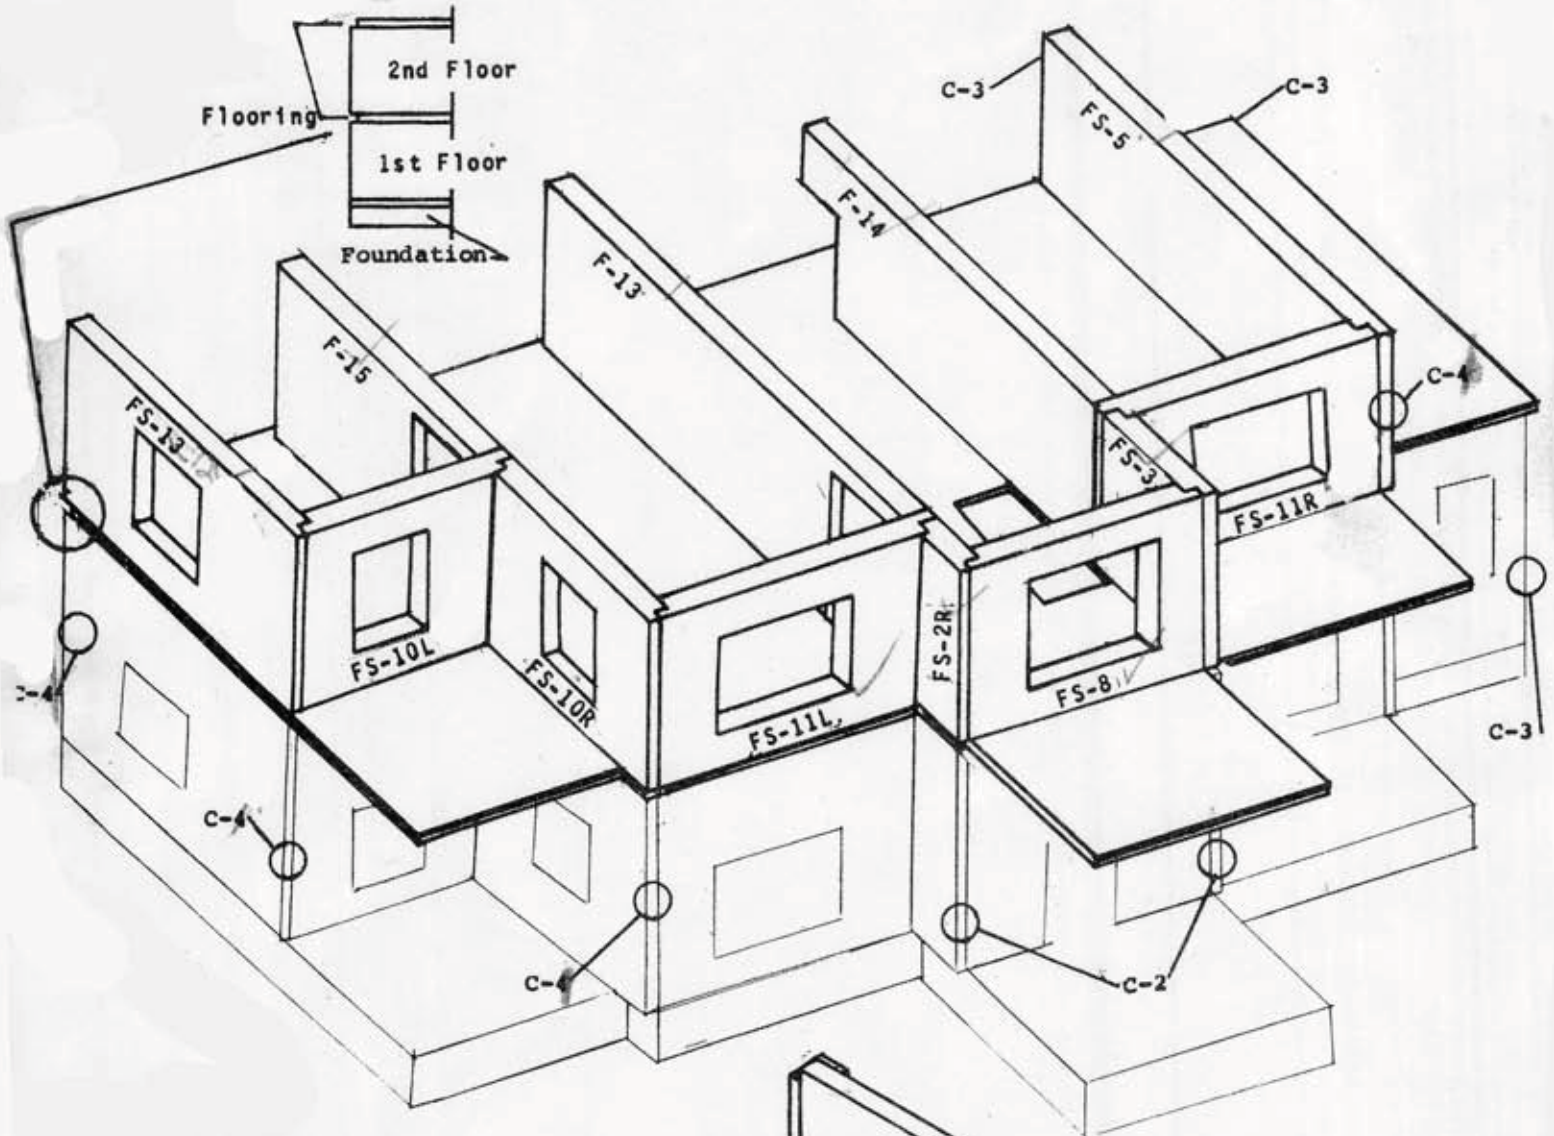 2nd Floor
Flooring
1st Floor
Foundation
C-3
C-3
FS-5
F-14
F-13
F-15
FS-13
C-4
FS-3
FS-11R
FS-10L
FS-10R
FS-11L
FS-2R
FS-8
C-4
C-4
C-4
C-2
C-3